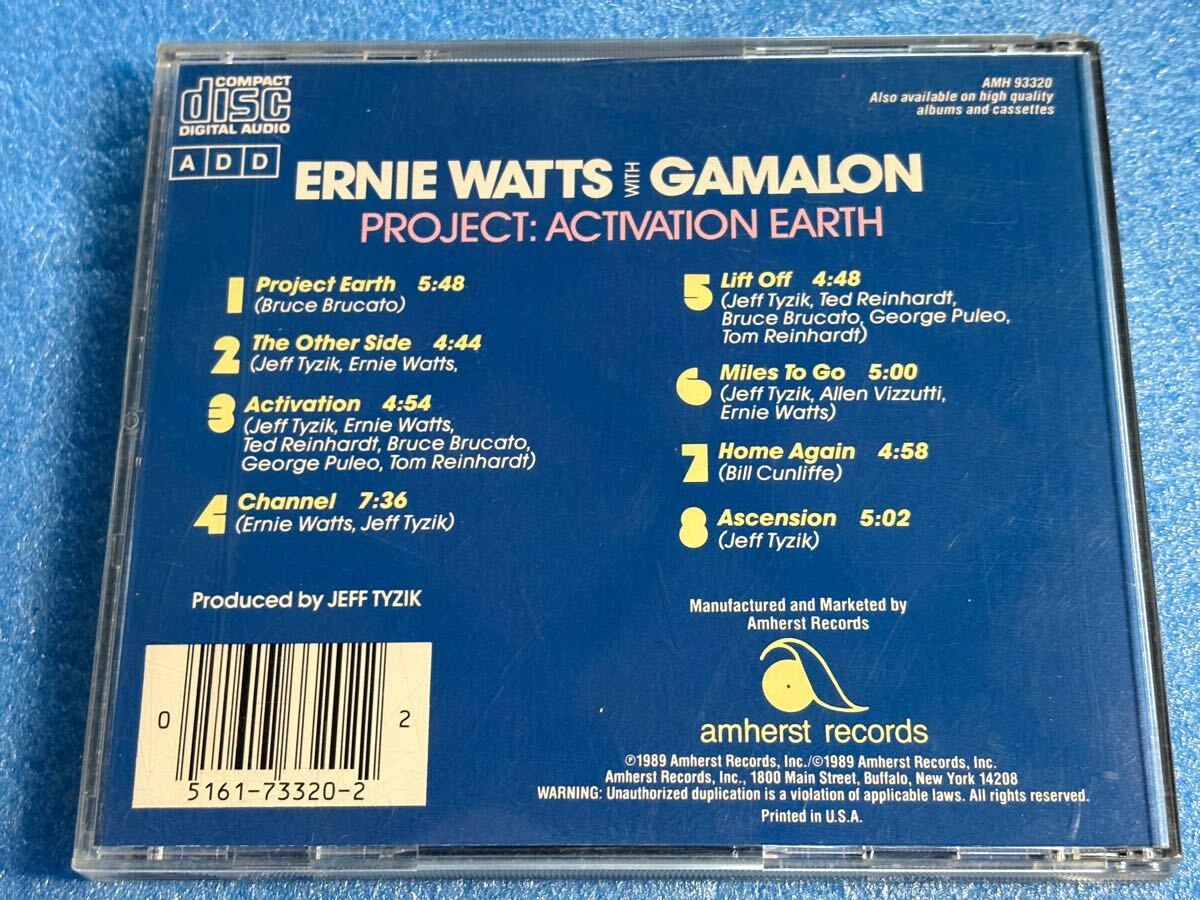 COMPACT
disc
DIGITAL AUDIO
A D D
AMH 93320
Also available on high quality
albums and cassettes
ERNIE WATTS WITH GAMALON
PROJECT: ACTIVATION EARTH
1 Project Earth 5:48
(Bruce Brucato)
2 The Other Side 4:44
(Jeff Tyzik, Ernie Watts,
3 Activation 4:54
(Jeff Tyzik, Ernie Watts,
Ted Reinhardt, Bruce Brucato,
George Puleo, Tom Reinhardt)
4 Channel 7:36
(Ernie Watts, Jeff Tyzik)
5 Lift Off 4:48
(Jeff Tyzik, Ted Reinhardt,
Bruce Brucato, George Puleo,
Tom Reinhardt)
6 Miles To Go 5:00
(Jeff Tyzik, Allen Vizzutti,
Ernie Watts)
7 Home Again 4:58
(Bill Cunliffe)
8 Ascension 5:02
(Jeff Tyzik)
Produced by JEFF TYZIK
0 5161-73320-2 2
Manufactured and Marketed by
Amherst Records
amherst records
℗1989 Amherst Records, Inc./©1989 Amherst Records, Inc.
Amherst Records, Inc., 1800 Main Street, Buffalo, New York 14208
WARNING: Unauthorized duplication is a violation of applicable laws. All rights reserved.
Printed in U.S.A.